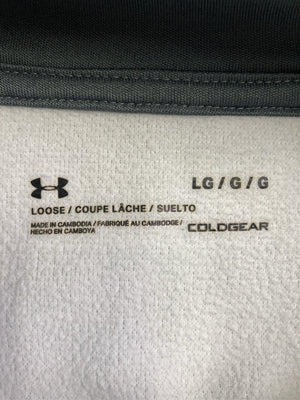 LG / G / G
LOOSE / COUPE LÂCHE / SUELTO
MADE IN CAMBODIA / FABRIQUÉ AU CAMBODGE /
HECHO EN CAMBOYA
COLDGEAR